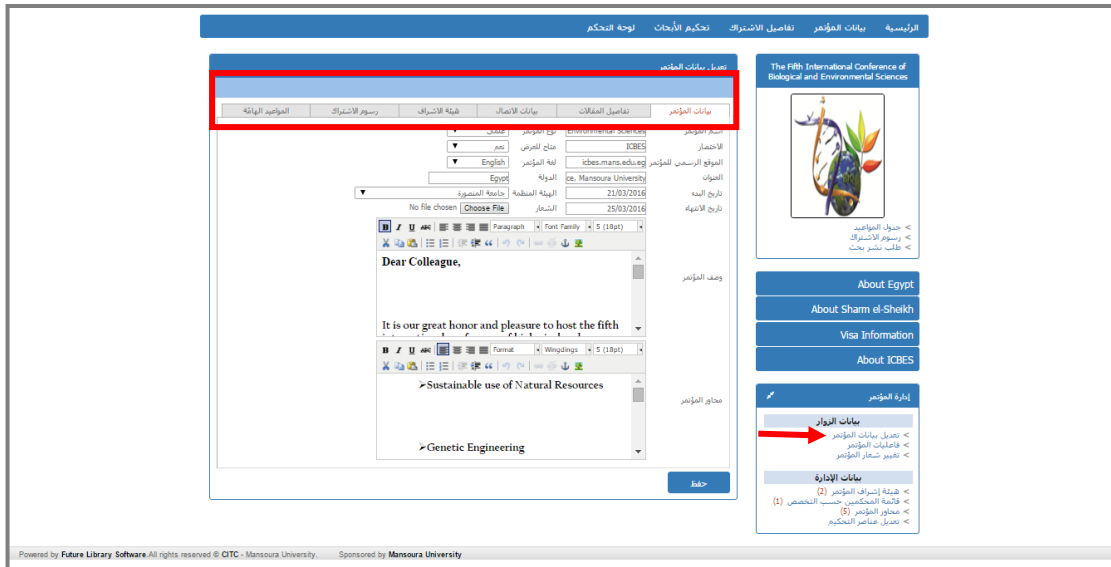 الرئيسية بيانات المؤتمر تفاصيل الاشتراك تحكيم الأبحاث لوحة التحكم
The Fifth International Conference of
Biological and Environmental Sciences
> جدول المواعيد
> رسوم الاشتراك
> طلب نشر بحث
About Egypt
About Sharm el-Sheikh
Visa Information
About ICBES
إدارة المؤتمر
بيانات الزوار
> تعديل بيانات المؤتمر
> فاعليات المؤتمر
> تغيير شعار المؤتمر
بيانات الإدارة
> هيئة إشراف المؤتمر (2)
> قائمة المحكمين حسب التخصص (1)
> محاور المؤتمر (5)
> تعديل عناصر التحكيم
تعديل بيانات المؤتمر
بيانات المؤتمر تفاصيل المقالات بيانات الاتصال هيئة الاشراف رسوم الاشتراك المواعيد الهامة
اسم المؤتمر Environmental Sciences نوع المؤتمر علمي
الاختصار ICBES متاح للعرض نعم
الموقع الرسمي للمؤتمر icbes.mans.edu.eg لغة المؤتمر English
العنوان ce, Mansoura University الدولة Egypt
تاريخ البدء 21/03/2016 الهيئة المنظمة جامعة المنصورة
تاريخ الانتهاء 25/03/2016 الشعار Choose File No file chosen
B I U ABC Paragraph Font Family 5 (18pt)
وصف المؤتمر
Dear Colleague,
It is our great honor and pleasure to host the fifth
B I U ABC Format Wingdings 5 (18pt)
محاور المؤتمر
➢Sustainable use of Natural Resources
➢Genetic Engineering
حفظ
Powered by Future Library Software.All rights reserved © CITC - Mansoura University. Sponsored by Mansoura University